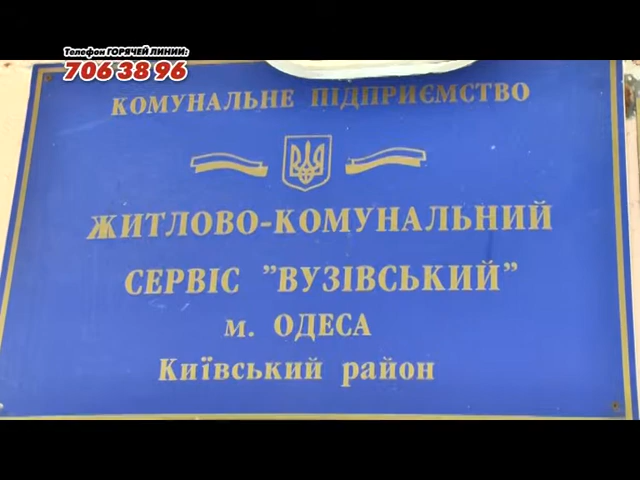 Телефон ГОРЯЧЕЙ ЛИНИИ:
706 38 96
КОМУНАЛЬНЕ ПІДПРИЄМСТВО
ЖИТЛОВО-КОМУНАЛЬНИЙ
СЕРВІС "ВУЗІВСЬКИЙ"
м. ОДЕСА
Київський район